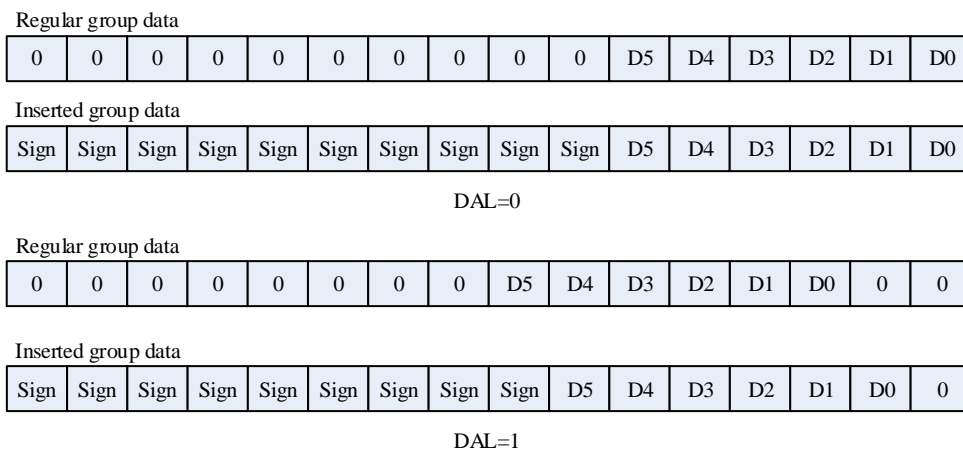 Regular group data
0 0 0 0 0 0 0 0 0 0 D5 D4 D3 D2 D1 D0
Inserted group data
Sign Sign Sign Sign Sign Sign Sign Sign Sign Sign D5 D4 D3 D2 D1 D0
DAL=0
Regular group data
0 0 0 0 0 0 0 0 D5 D4 D3 D2 D1 D0 0 0
Inserted group data
Sign Sign Sign Sign Sign Sign Sign Sign Sign D5 D4 D3 D2 D1 D0 0
DAL=1